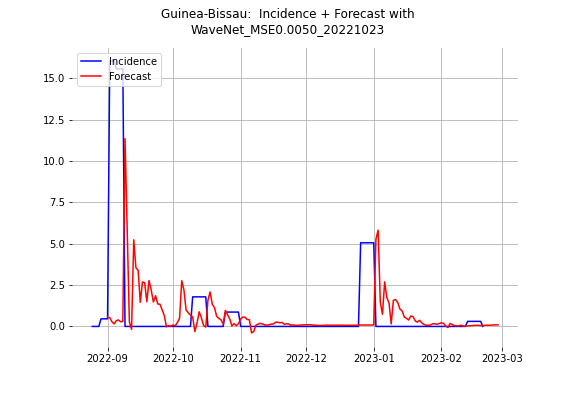 Guinea-Bissau:  Incidence + Forecast with
WaveNet_MSE0.0050_20221023
Incidence
Forecast
15.0
12.5
10.0
7.5
5.0
2.5
0.0
2022-09 2022-10 2022-11 2022-12 2023-01 2023-02 2023-03